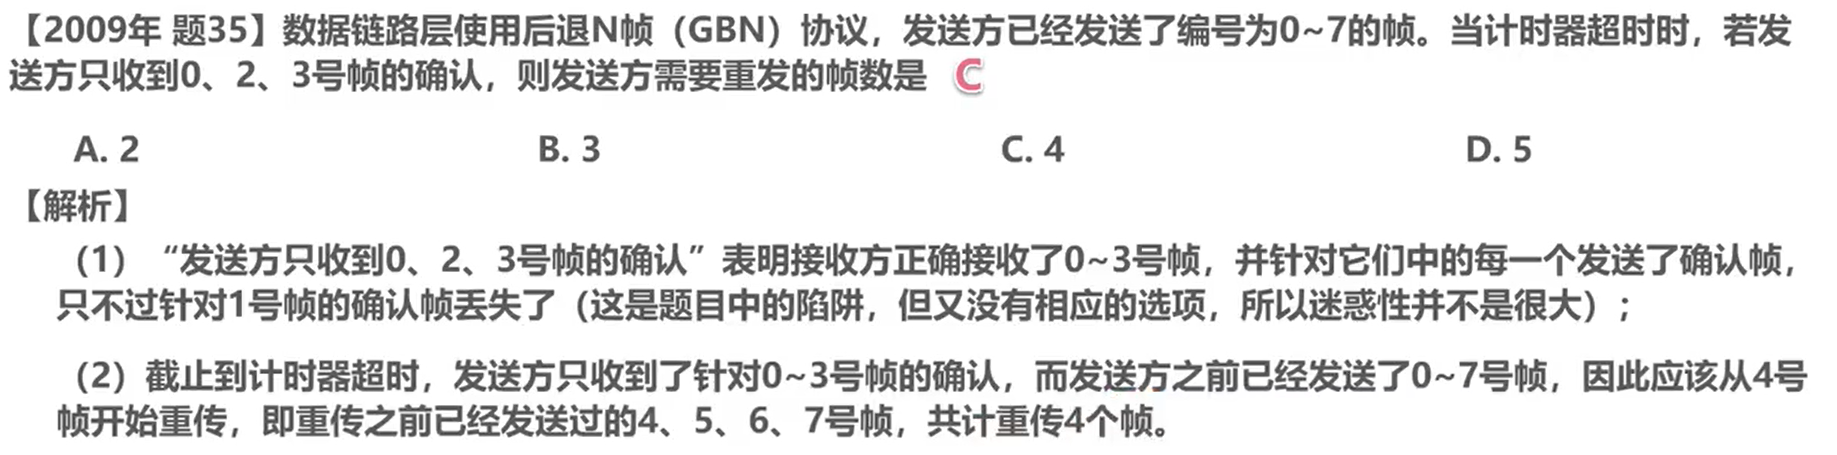 【2009年 题35】数据链路层使用后退N帧（GBN）协议，发送方已经发送了编号为0~7的帧。当计时器超时时，若发
送方只收到0、2、3号帧的确认，则发送方需要重发的帧数是 C
A. 2 B. 3 C. 4 D. 5
【解析】
（1）“发送方只收到0、2、3号帧的确认”表明接收方正确接收了0~3号帧，并针对它们中的每一个发送了确认帧，
只不过针对1号帧的确认帧丢失了（这是题目中的陷阱，但又没有相应的选项，所以迷惑性并不是很大）；
（2）截止到计时器超时，发送方只收到了针对0~3号帧的确认，而发送方之前已经发送了0~7号帧，因此应该从4号
帧开始重传，即重传之前已经发送过的4、5、6、7号帧，共计重传4个帧。